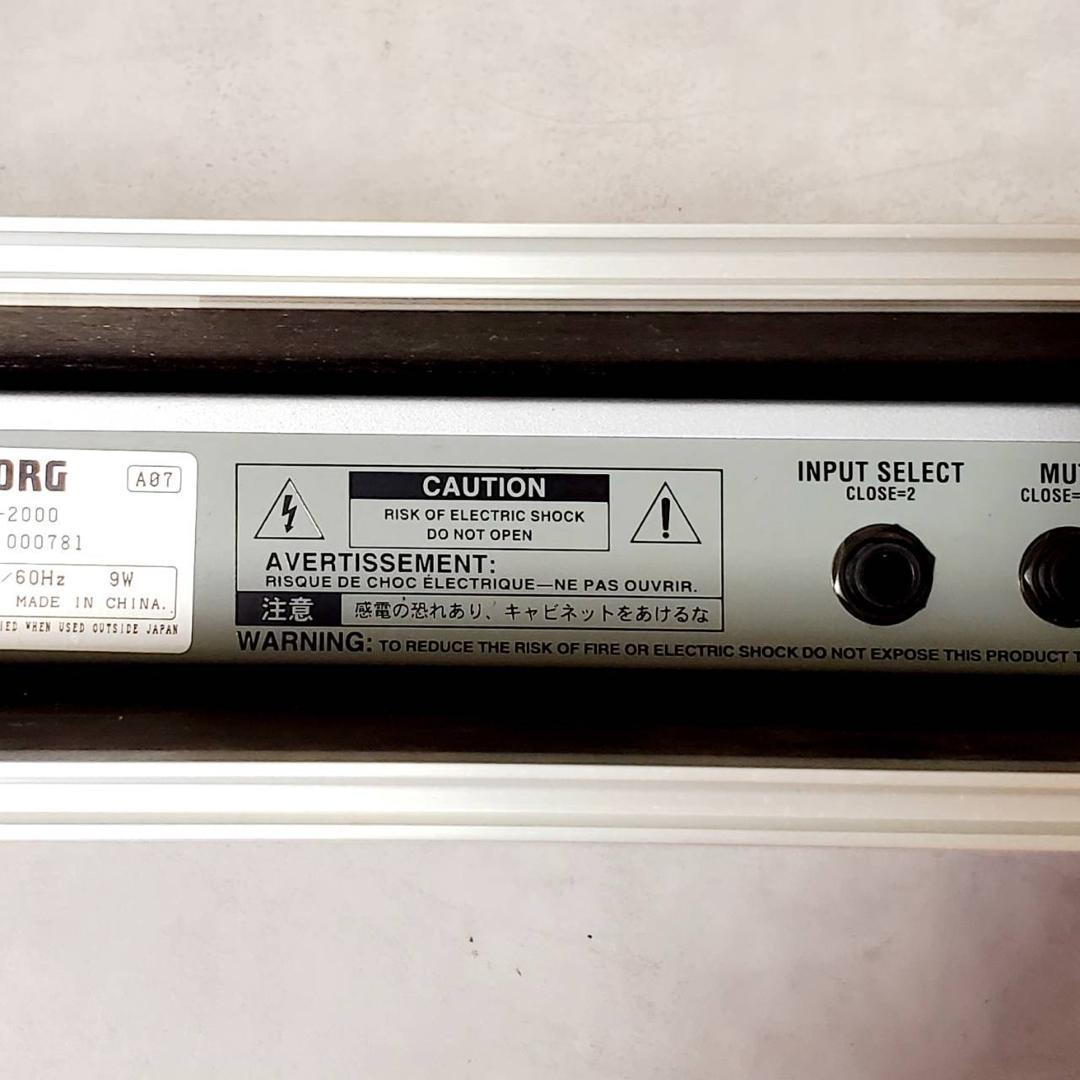 ORG
A07
-2000
000781
/60Hz 9W
MADE IN CHINA.
IED WHEN USED OUTSIDE JAPAN
CAUTION
RISK OF ELECTRIC SHOCK
DO NOT OPEN
AVERTISSEMENT:
RISQUE DE CHOC ÉLECTRIQUE—NE PAS OUVRIR.
注意 感電の恐れあり、キャビネットをあけるな
WARNING: TO REDUCE THE RISK OF FIRE OR ELECTRIC SHOCK DO NOT EXPOSE THIS PRODUCT T
INPUT SELECT
CLOSE=2
MUT
CLOSE=